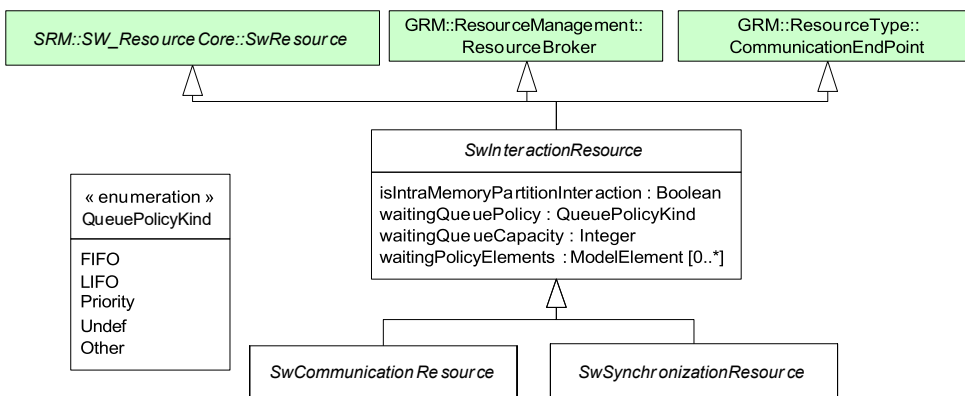 SRM::SW_ResourceCore::SwResource
GRM::ResourceManagement::
ResourceBroker
GRM::ResourceType::
CommunicationEndPoint
SwInteractionResource
isIntraMemoryPartitionInteraction : Boolean
waitingQueuePolicy : QueuePolicyKind
waitingQueueCapacity : Integer
waitingPolicyElements : ModelElement [0..*]
« enumeration »
QueuePolicyKind
FIFO
LIFO
Priority
Undef
Other
SwCommunicationResource
SwSynchronizationResource